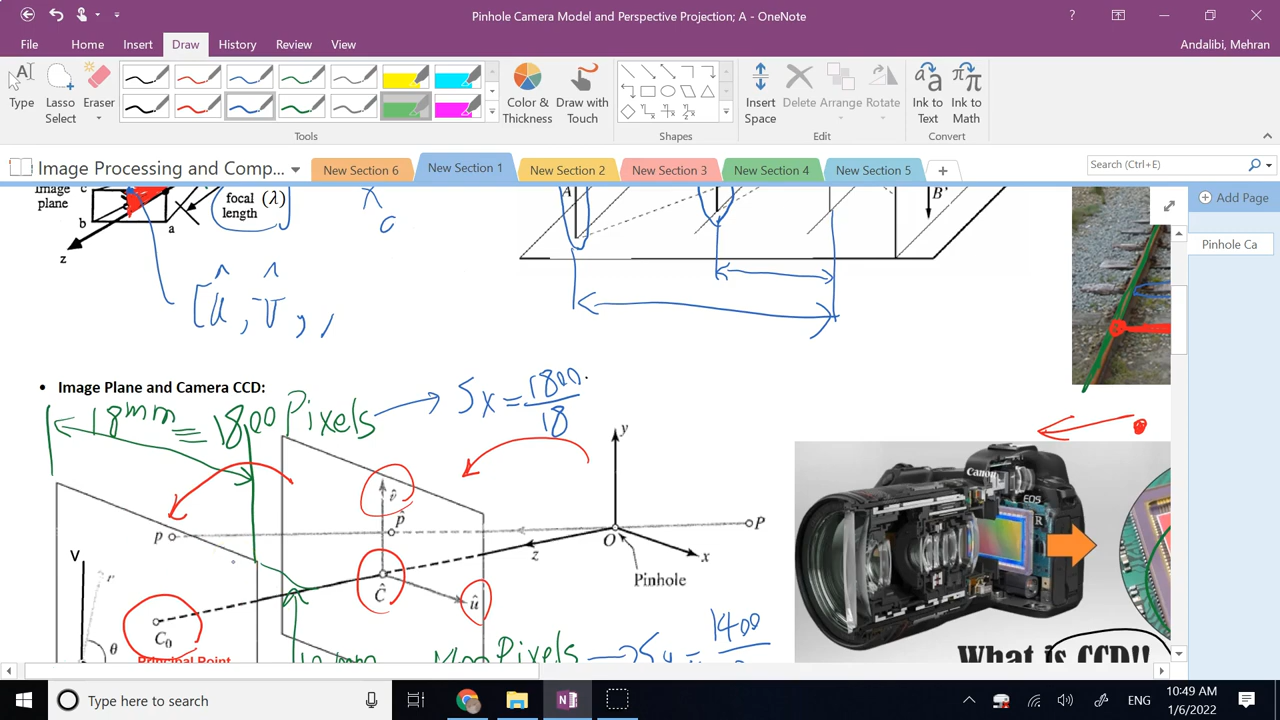 Pinhole Camera Model and Perspective Projection; A - OneNote
?
File Home Insert Draw History Review View
Andalibi, Mehran
Type
Lasso Select
Eraser
Color & Thickness
Draw with Touch
Insert Space
Delete
Arrange
Rotate
Ink to Text
Ink to Math
Tools
Shapes
Edit
Convert
Image Processing and Comp...
New Section 6
New Section 1
New Section 2
New Section 3
New Section 4
New Section 5
Search (Ctrl+E)
Add Page
Pinhole Ca
image plane
c
b
a
z
focal length (λ)
A
B'
[û, v̂, ,
• Image Plane and Camera CCD:
18mm = 1800 Pixels → Sx = 1800 / 18
y
v̂
p
p̂
P
O
z
x
Pinhole
V
r
Ĉ
û
C₀
θ
Principal Point
1400
Pixels
Canon
EOS
R
What is CCD!!
Type here to search
ENG
10:49 AM
1/6/2022